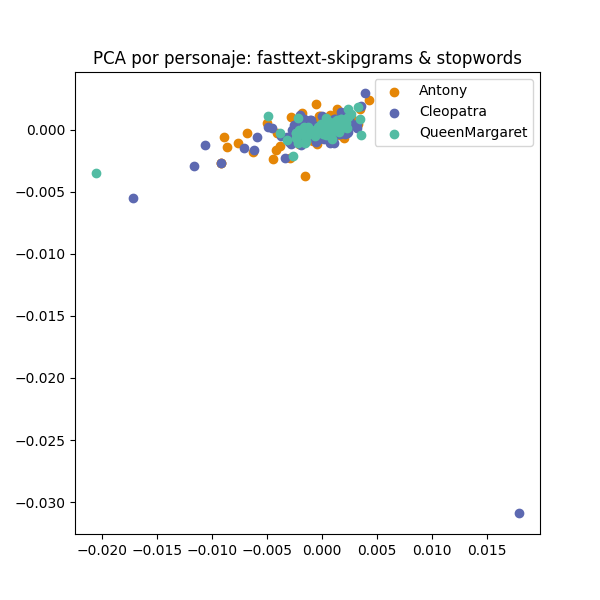 PCA por personaje: fasttext-skipgrams & stopwords
Antony
Cleopatra
QueenMargaret
0.000
−0.005
−0.010
−0.015
−0.020
−0.025
−0.030
−0.020 −0.015 −0.010 −0.005 0.000 0.005 0.010 0.015